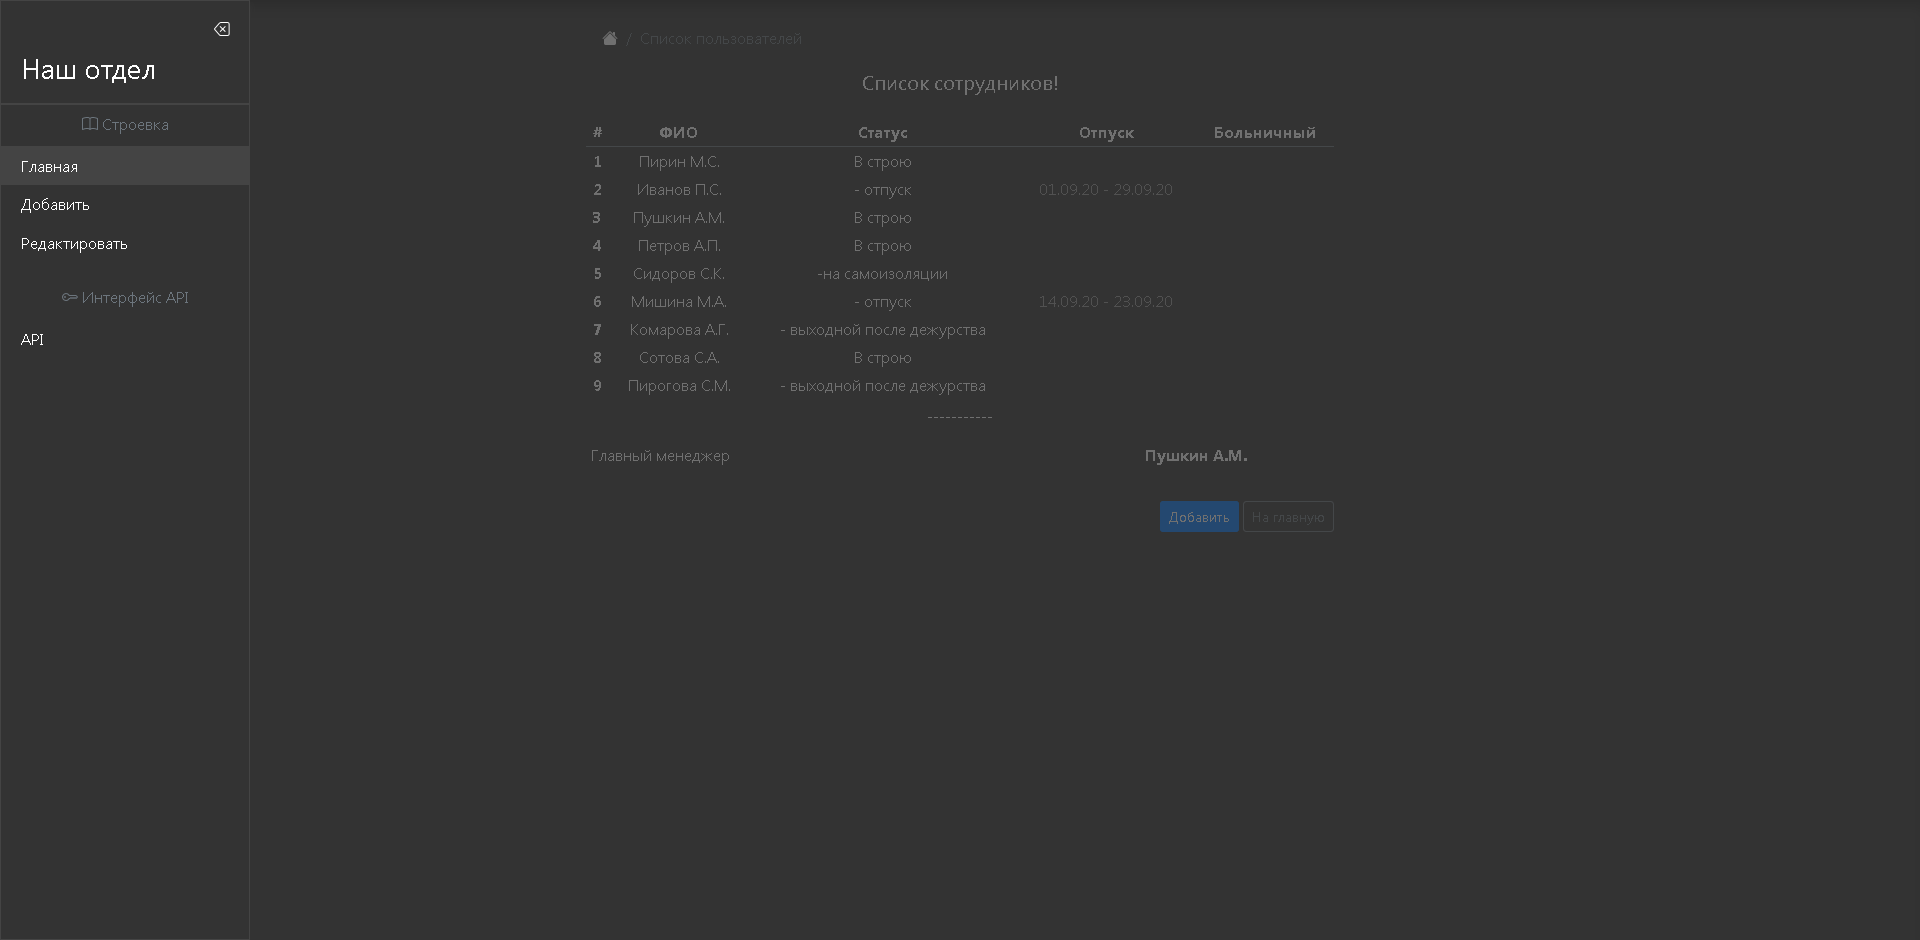 Наш отдел
Строевка
Главная
Добавить
Редактировать
Интерфейс API
API
/ Список пользователей
Список сотрудников!
# ФИО Статус Отпуск Больничный
1 Пирин М.С. В строю
2 Иванов П.С. - отпуск 01.09.20 - 29.09.20
3 Пушкин А.М. В строю
4 Петров А.П. В строю
5 Сидоров С.К. -на самоизоляции
6 Мишина М.А. - отпуск 14.09.20 - 23.09.20
7 Комарова А.Г. - выходной после дежурства
8 Сотова С.А. В строю
9 Пирогова С.М. - выходной после дежурства
-----------
Главный менеджер Пушкин А.М.
Добавить На главную